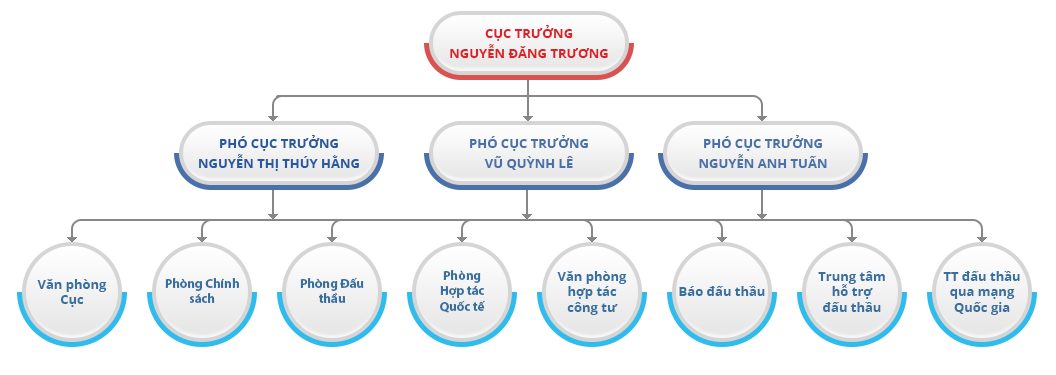 CỤC TRƯỞNG
NGUYỄN ĐĂNG TRƯƠNG
PHÓ CỤC TRƯỞNG
NGUYỄN THỊ THÚY HẰNG
PHÓ CỤC TRƯỞNG
VŨ QUỲNH LÊ
PHÓ CỤC TRƯỞNG
NGUYỄN ANH TUẤN
Văn phòng
Cục
Phòng Chính
sách
Phòng Đấu
thầu
Phòng
Hợp tác
Quốc tế
Văn phòng
hợp tác
công tư
Báo đấu thầu
Trung tâm
hỗ trợ
đấu thầu
TT đấu thầu
qua mạng
Quốc gia